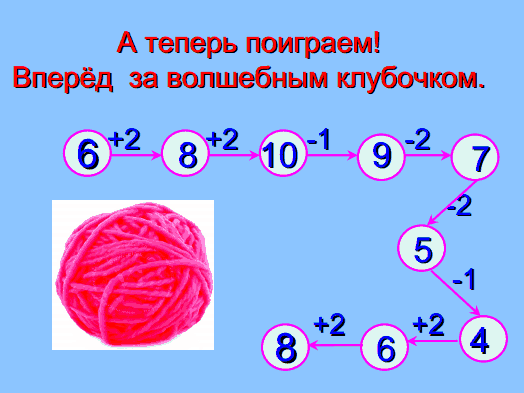 А теперь поиграем!
Вперёд за волшебным клубочком.
6 +2 8 +2 10 -1 9 -2 7
-2
5
-1
8 +2 6 +2 4